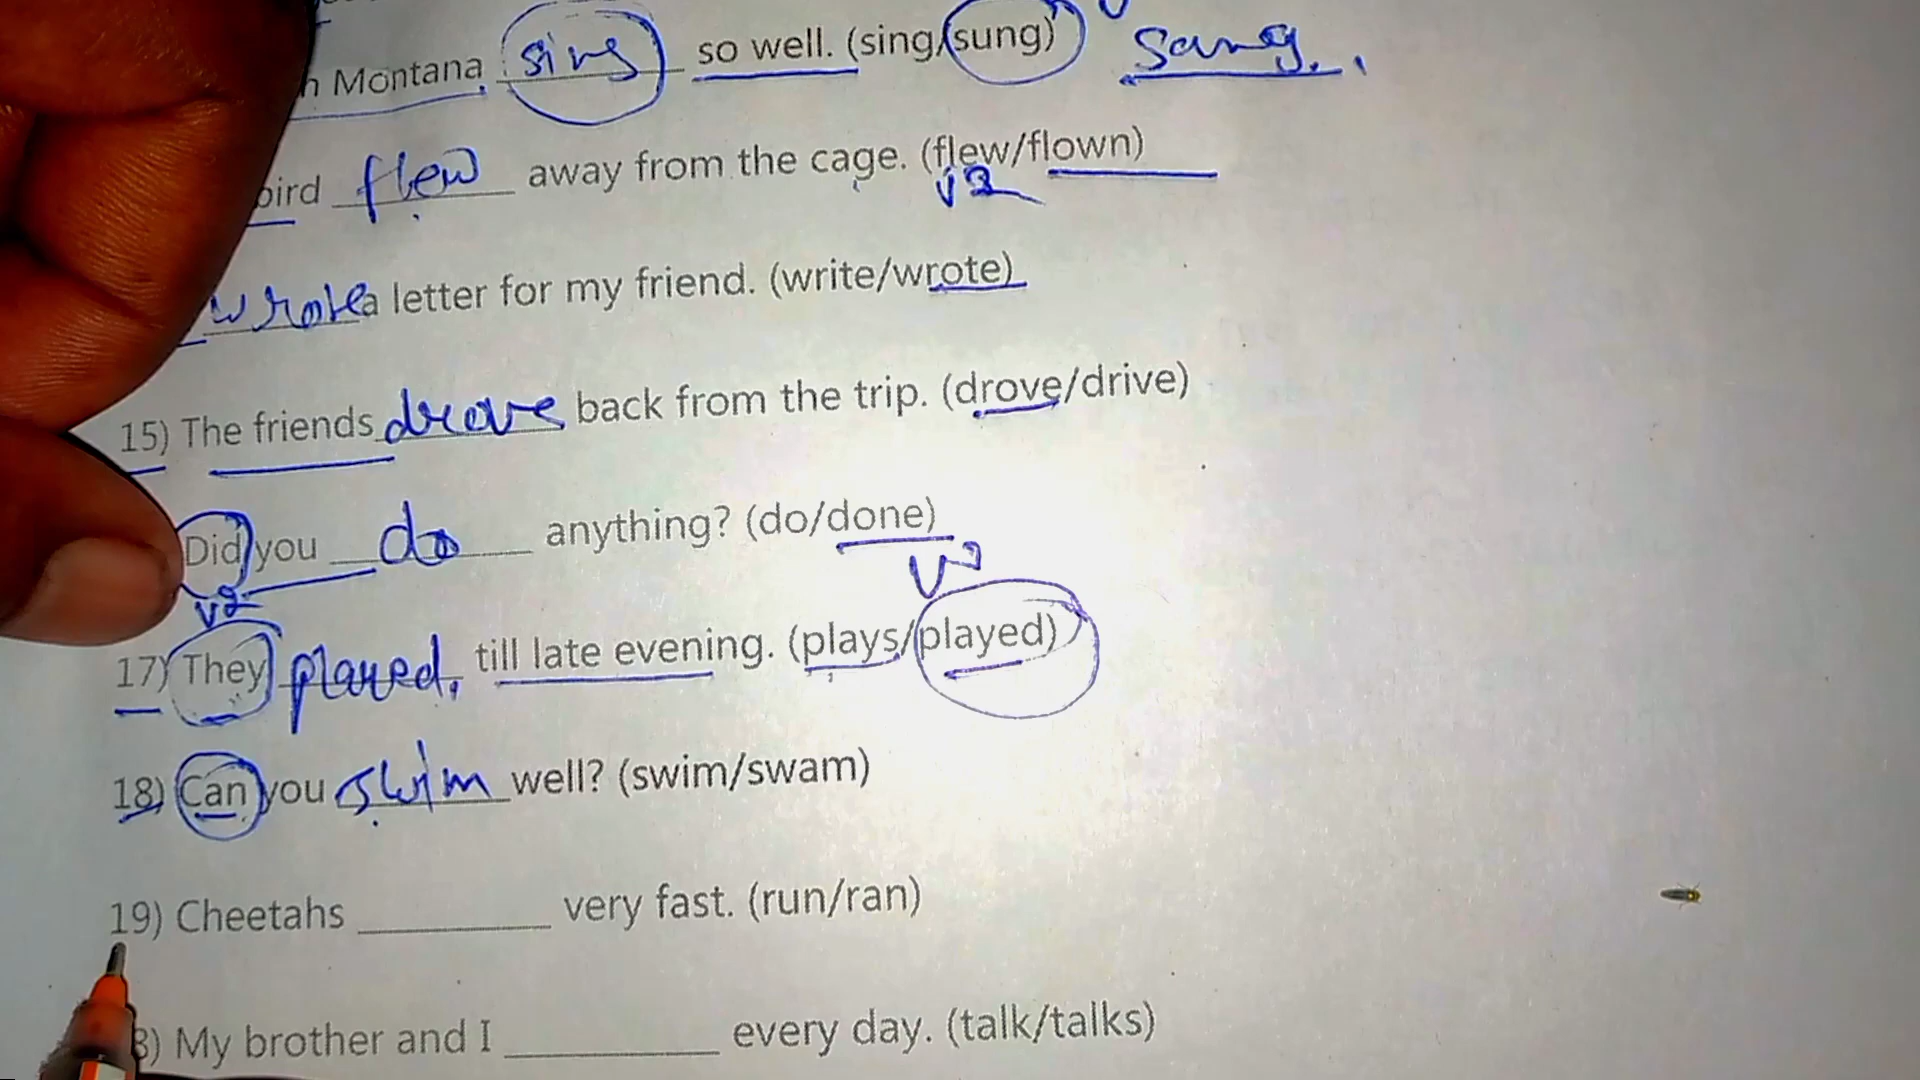 Montana sing so well. (sing/sung) sang.
bird flew away from the cage. (flew/flown)
v2
wrote a letter for my friend. (write/wrote)
15) The friends drove back from the trip. (drove/drive)
Did you do anything? (do/done)
v2 v3
17) They played, till late evening. (plays/played)
18) Can you swim well? (swim/swam)
19) Cheetahs ________ very fast. (run/ran)
) My brother and I ________ every day. (talk/talks)